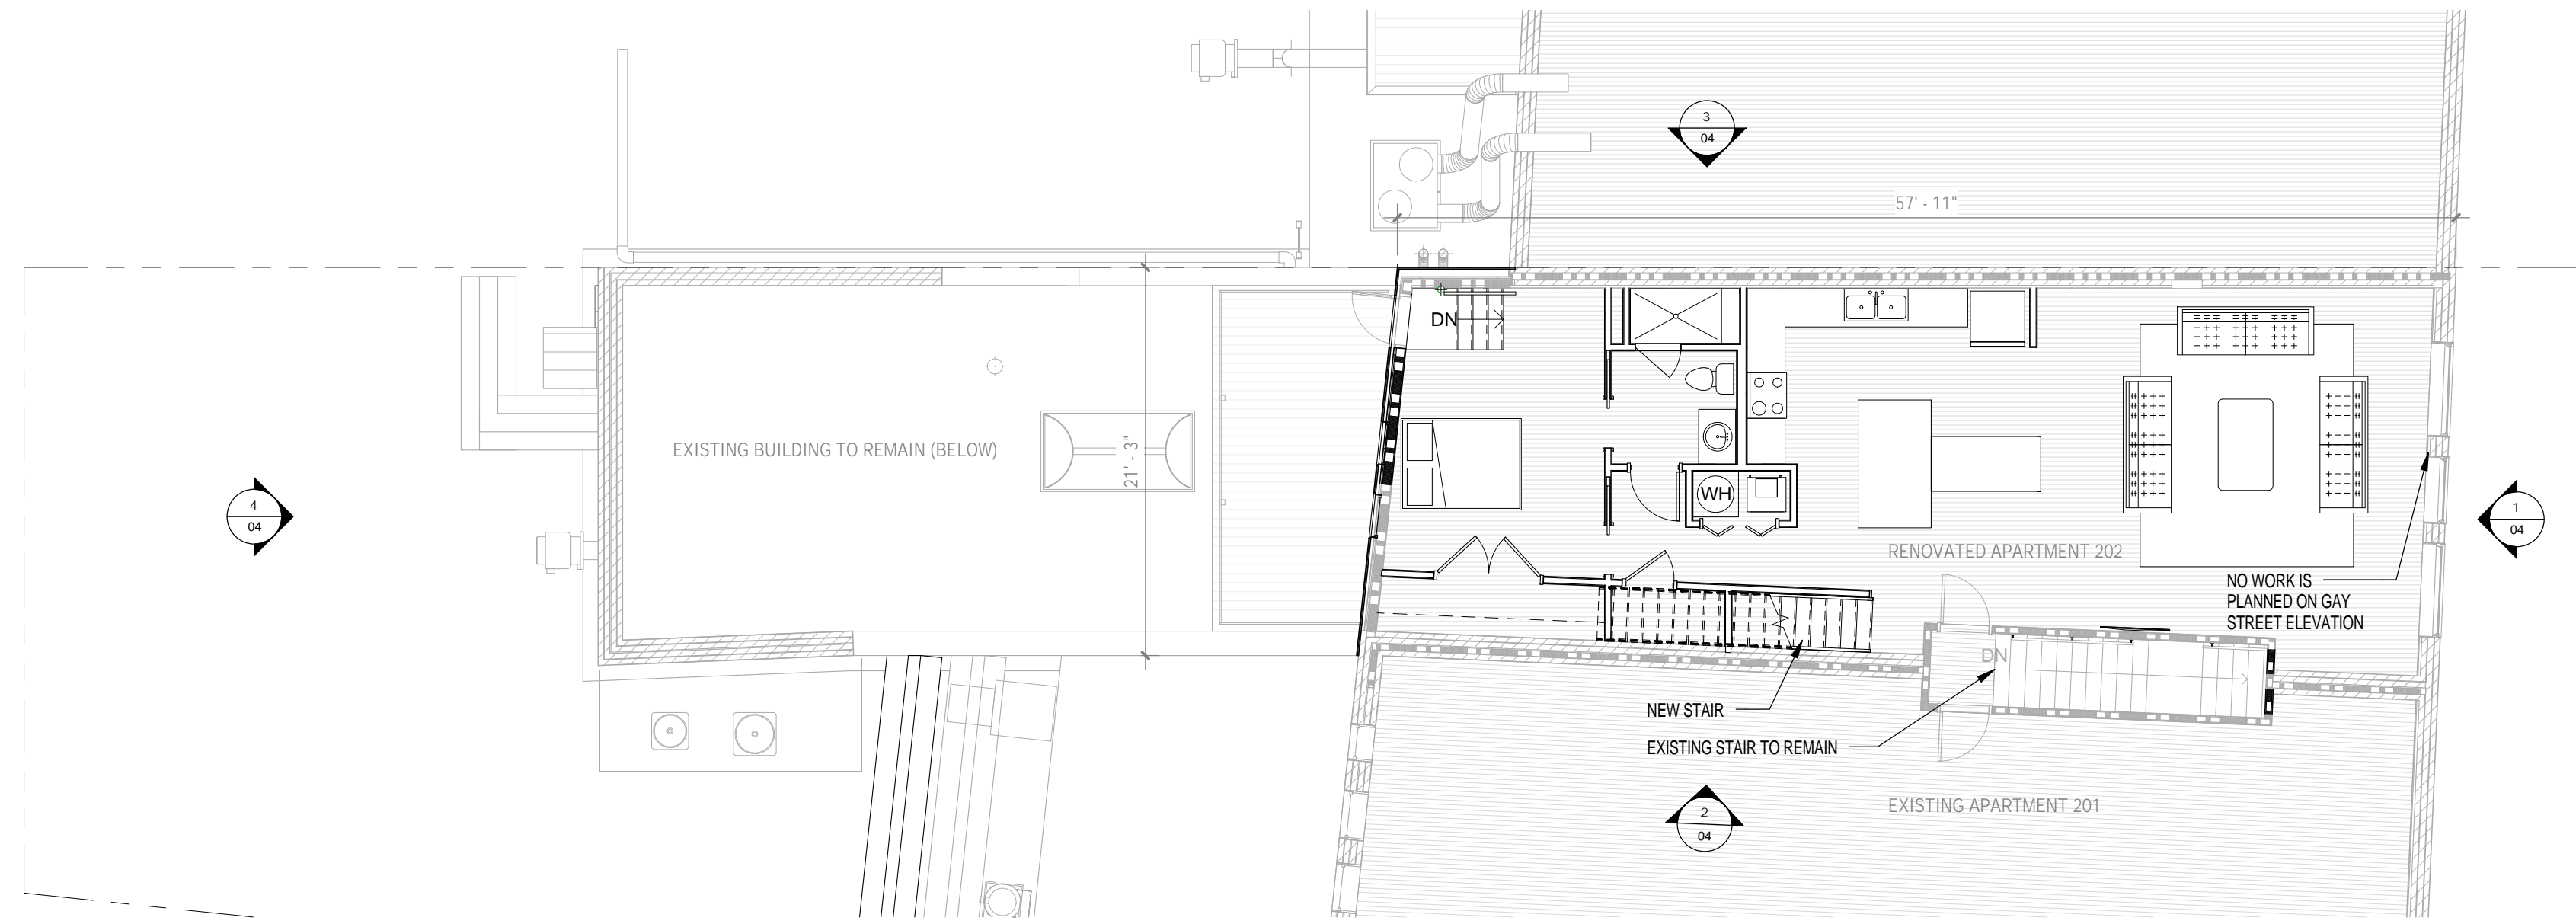 3
04
57' - 11"
DN
EXISTING BUILDING TO REMAIN (BELOW)
21' - 3"
WH
4
04
1
04
RENOVATED APARTMENT 202
NO WORK IS
PLANNED ON GAY
STREET ELEVATION
DN
NEW STAIR
EXISTING STAIR TO REMAIN
EXISTING APARTMENT 201
2
04